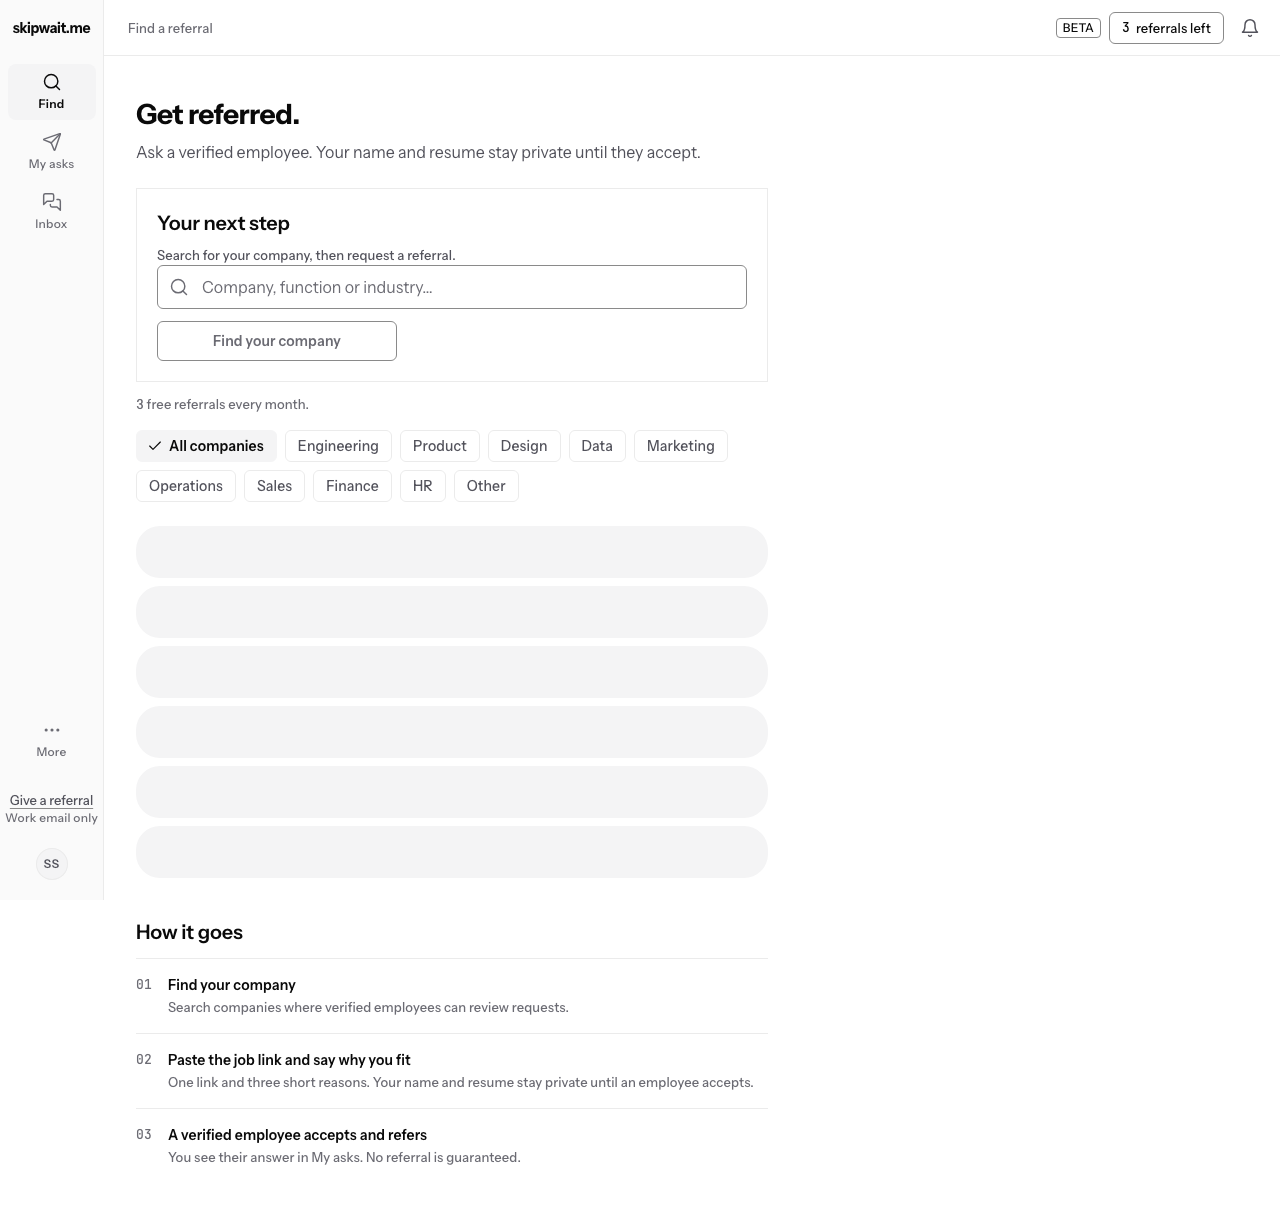 skipwait.me
Find a referral
BETA
3 referrals left
Find
My asks
Inbox
Get referred.
Ask a verified employee. Your name and resume stay private until they accept.
Your next step
Search for your company, then request a referral.
Company, function or industry...
Find your company
3 free referrals every month.
All companies
Engineering
Product
Design
Data
Marketing
Operations
Sales
Finance
HR
Other
More
Give a referral
Work email only
SS
How it goes
01 Find your company
Search companies where verified employees can review requests.
02 Paste the job link and say why you fit
One link and three short reasons. Your name and resume stay private until an employee accepts.
03 A verified employee accepts and refers
You see their answer in My asks. No referral is guaranteed.